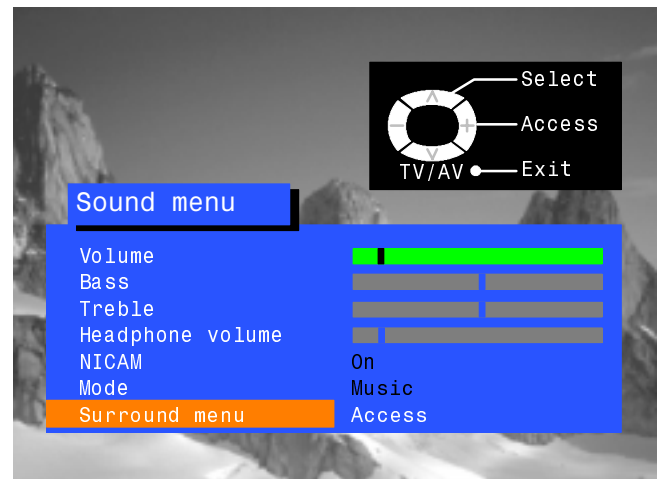 Select
Access
TV/AV Exit
Sound menu
Volume
Bass
Treble
Headphone volume
NICAM On
Mode Music
Surround menu Access